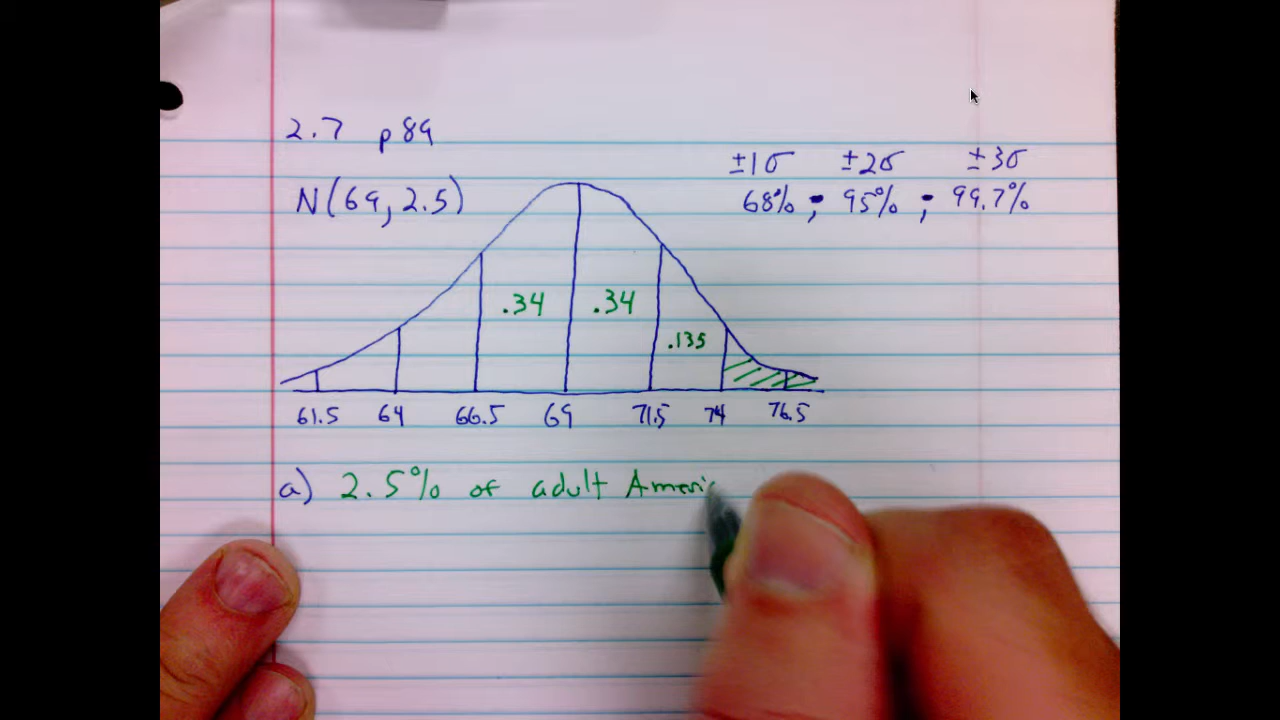 2.7 p89
±1σ ±2σ ±3σ
N(69, 2.5)
68% ; 95% ; 99.7%
.34 .34
.135
61.5 64 66.5 69 71.5 74 76.5
a) 2.5% of adult Ameri